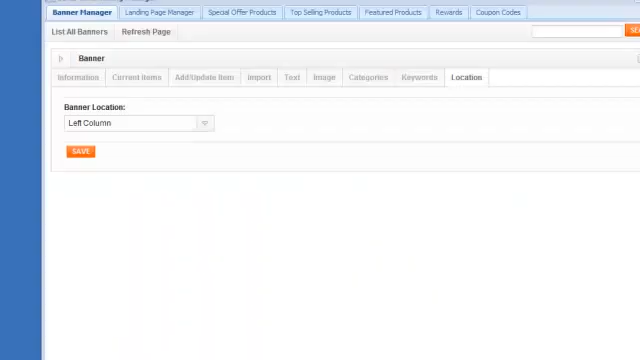 Banner Manager Landing Page Manager Special Offer Products Top Selling Products Featured Products Rewards Coupon Codes
List All Banners Refresh Page
Banner
Information Current Items Add/Update Item Import Text Image Categories Keywords Location
Banner Location:
Left Column
SAVE